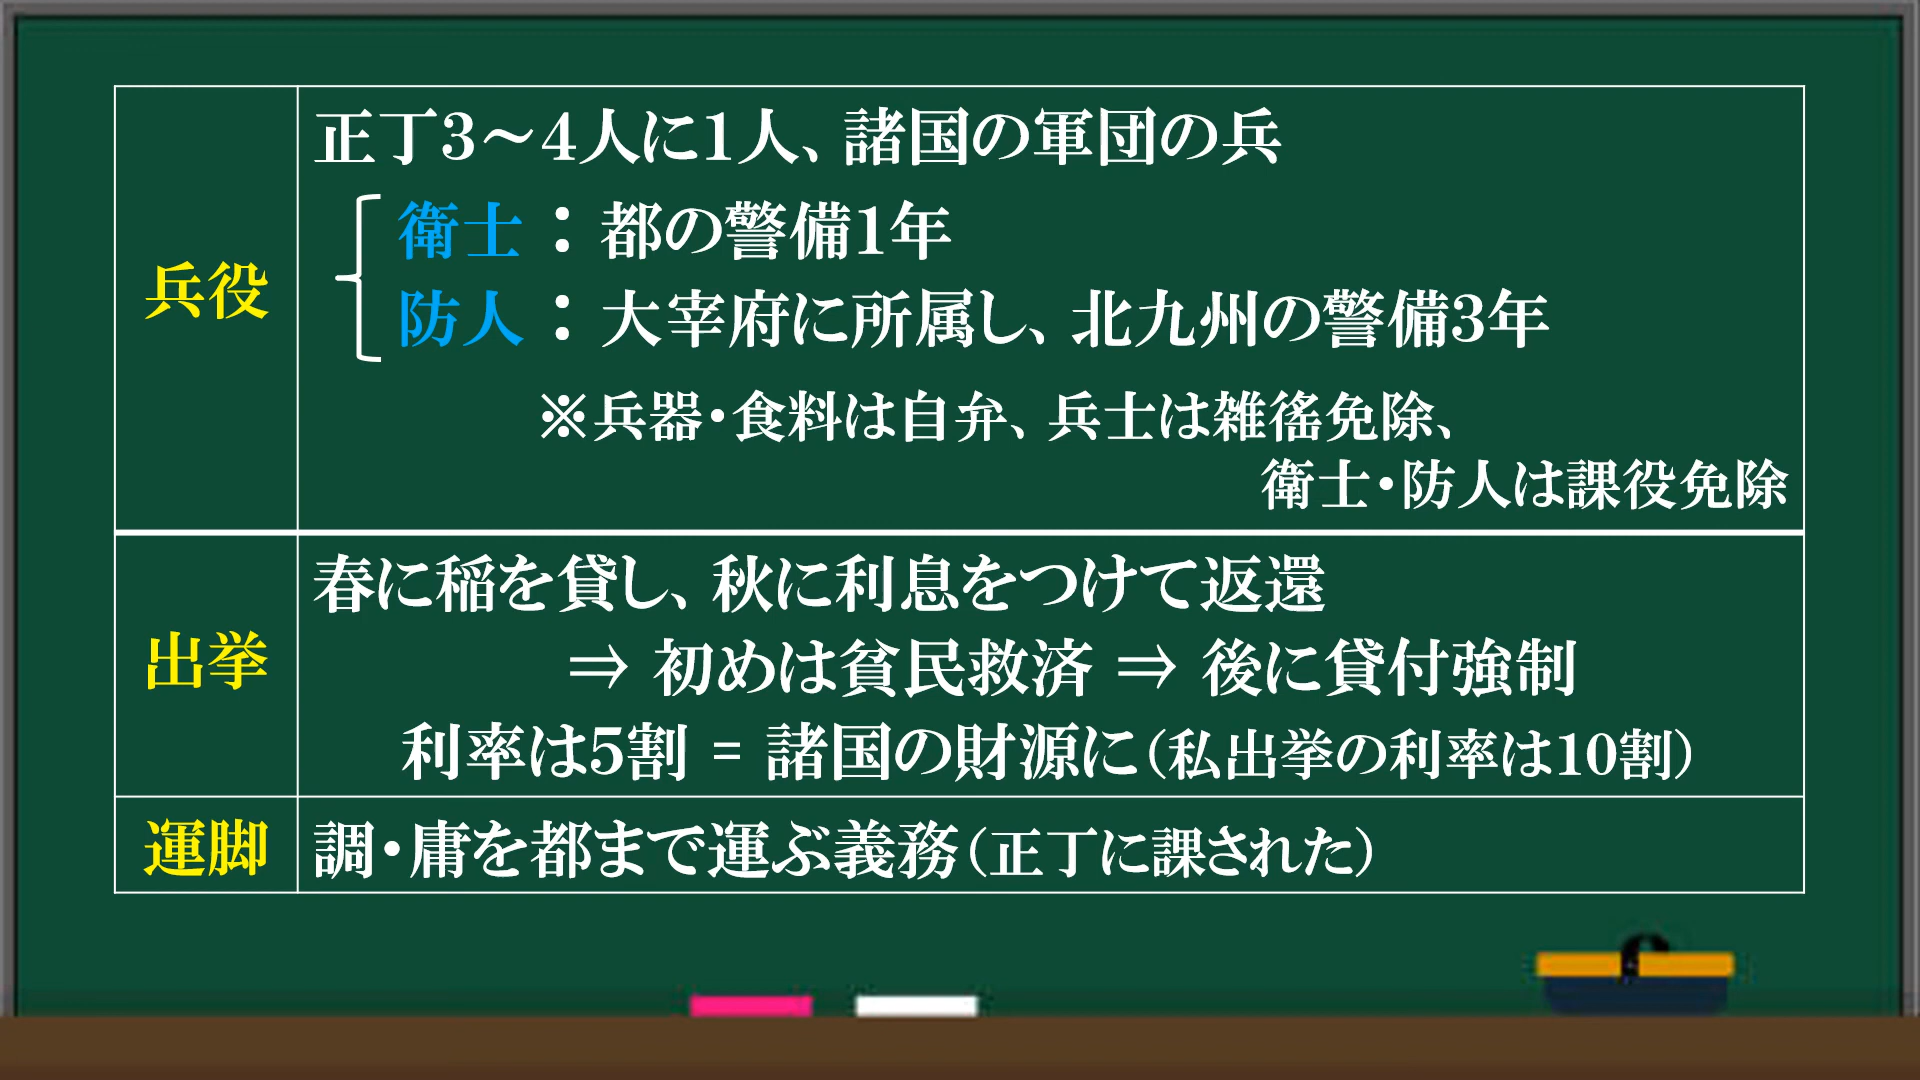 兵役
正丁3～4人に1人、諸国の軍団の兵
衛士：都の警備1年
防人：大宰府に所属し、北九州の警備3年
※兵器・食料は自弁、兵士は雑徭免除、
衛士・防人は課役免除
出挙
春に稲を貸し、秋に利息をつけて返還
⇒ 初めは貧民救済 ⇒ 後に貸付強制
利率は5割 = 諸国の財源に（私出挙の利率は10割）
運脚
調・庸を都まで運ぶ義務（正丁に課された）